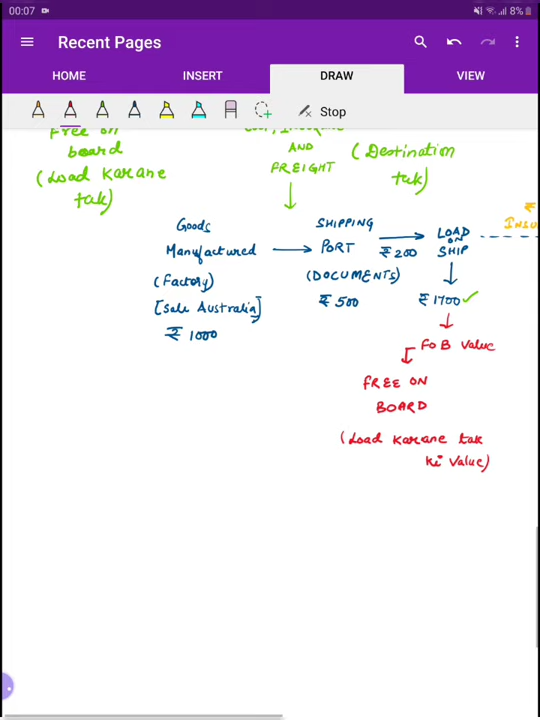 00:07
8%
Recent Pages
HOME INSERT DRAW VIEW
Stop
Free on
board
(Load Karane
tak)
AND
FREIGHT
(Destination
tak)
Goods
Manufactured
(Factory)
[Sale Australia]
₹ 1000
SHIPPING
PORT
(DOCUMENTS)
₹ 500
₹ 200
LOAD
ON
SHIP
₹ 1700 ✓
₹
FOB Value
FREE ON
BOARD
(Load Karane tak
ki Value)